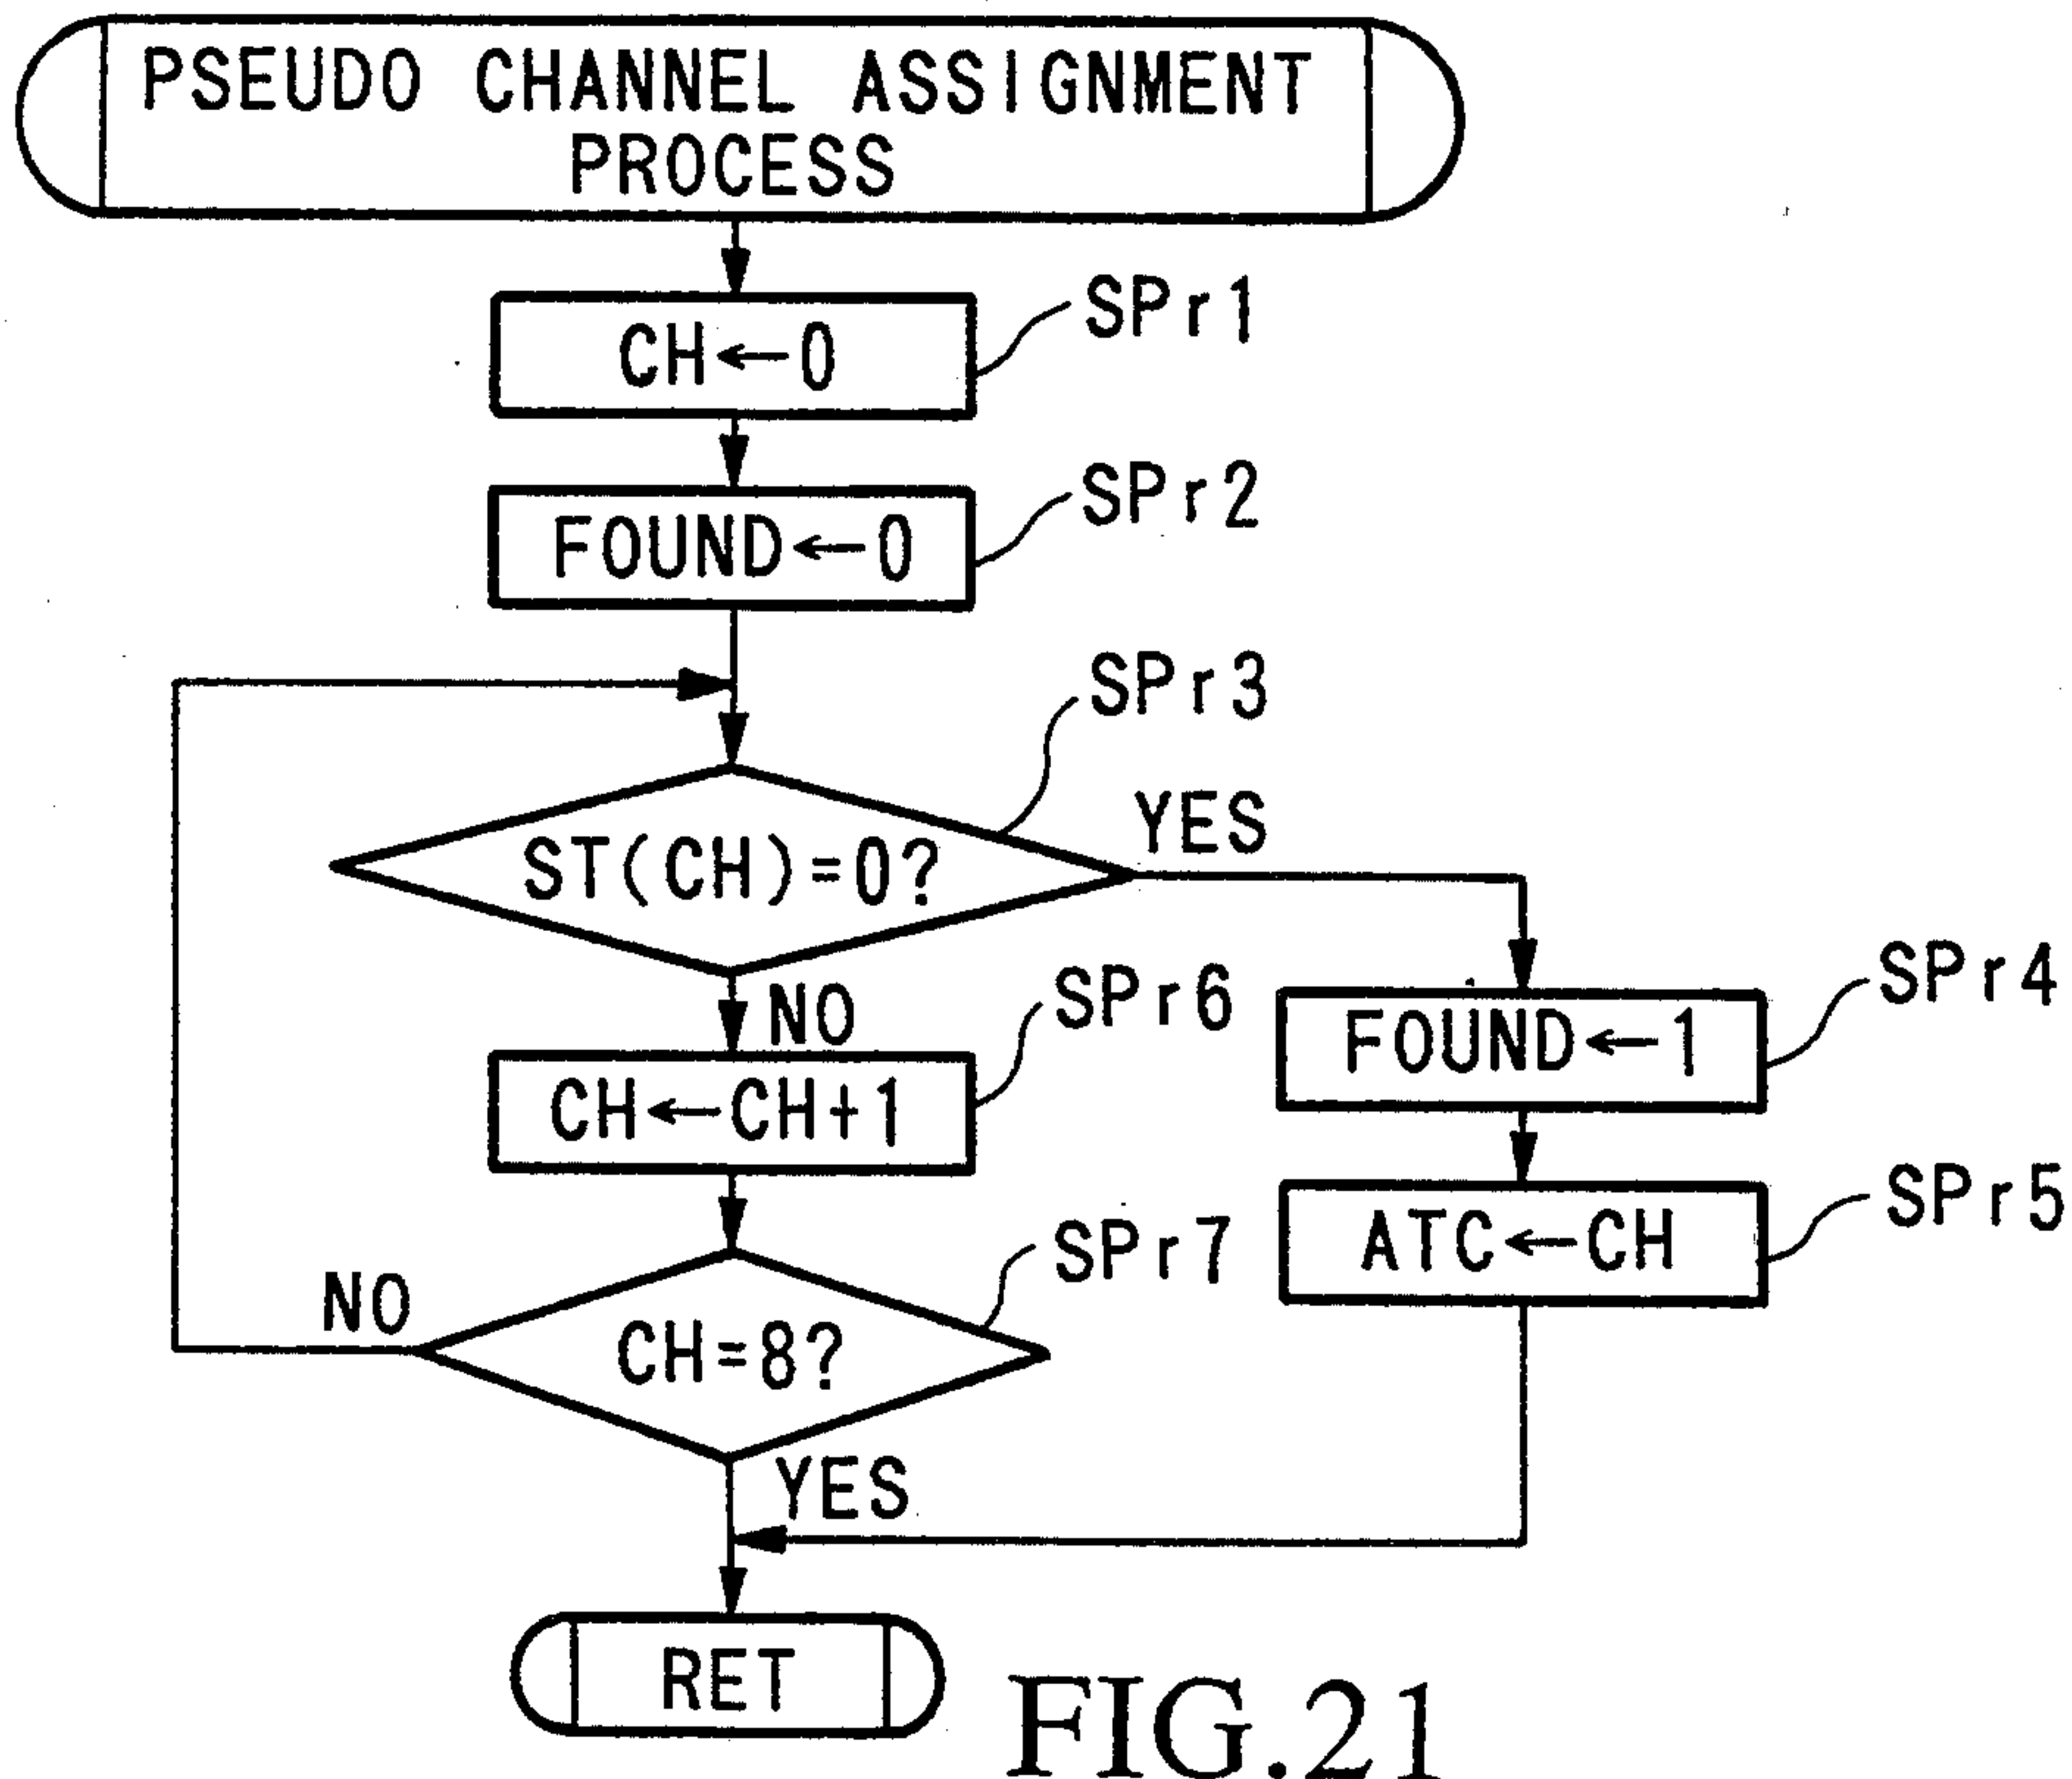 PSEUDO CHANNEL ASSIGNMENT
PROCESS
SPr1
CH←0
SPr2
FOUND←0
SPr3
YES
ST(CH)=0?
SPr4
NO
SPr6
FOUND←1
CH←CH+1
SPr5
ATC←CH
SPr7
NO
CH=8?
YES
RET
FIG.21